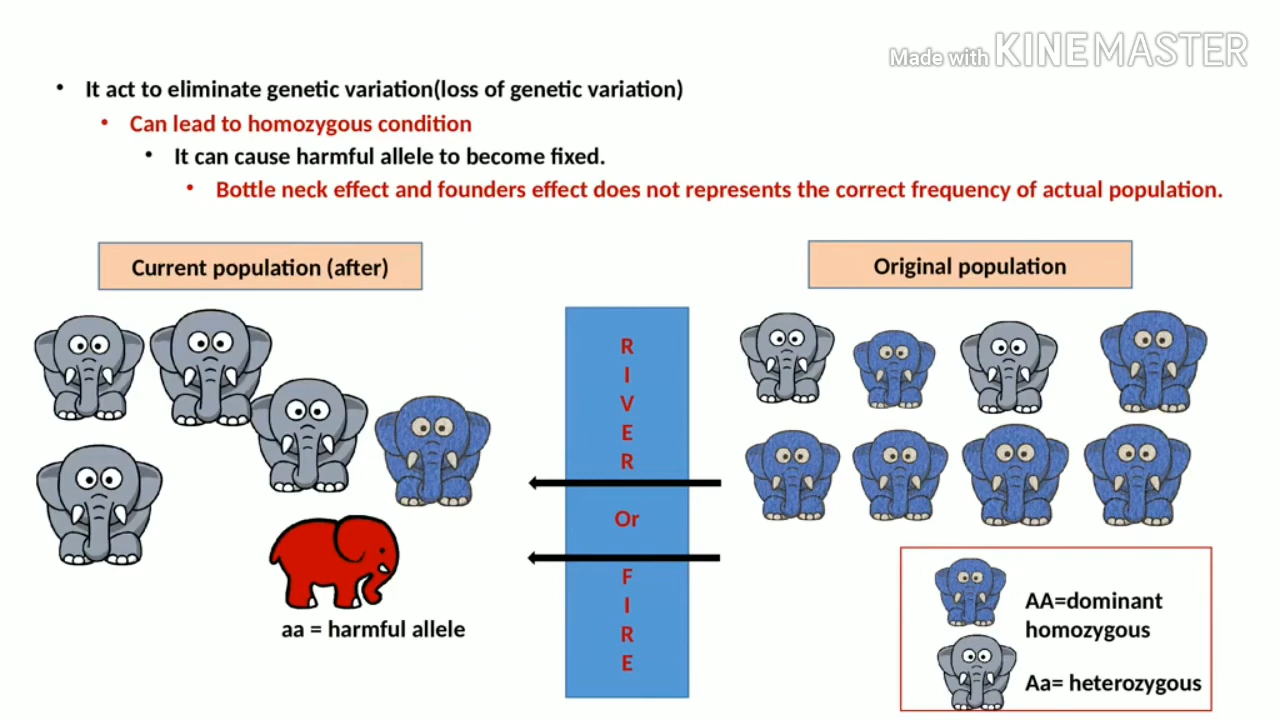 Made with KINEMASTER
It act to eliminate genetic variation(loss of genetic variation)
Can lead to homozygous condition
It can cause harmful allele to become fixed.
Bottle neck effect and founders effect does not represents the correct frequency of actual population.
Current population (after)
Original population
R
I
V
E
R
Or
F
I
R
E
aa = harmful allele
AA=dominant
homozygous
Aa= heterozygous